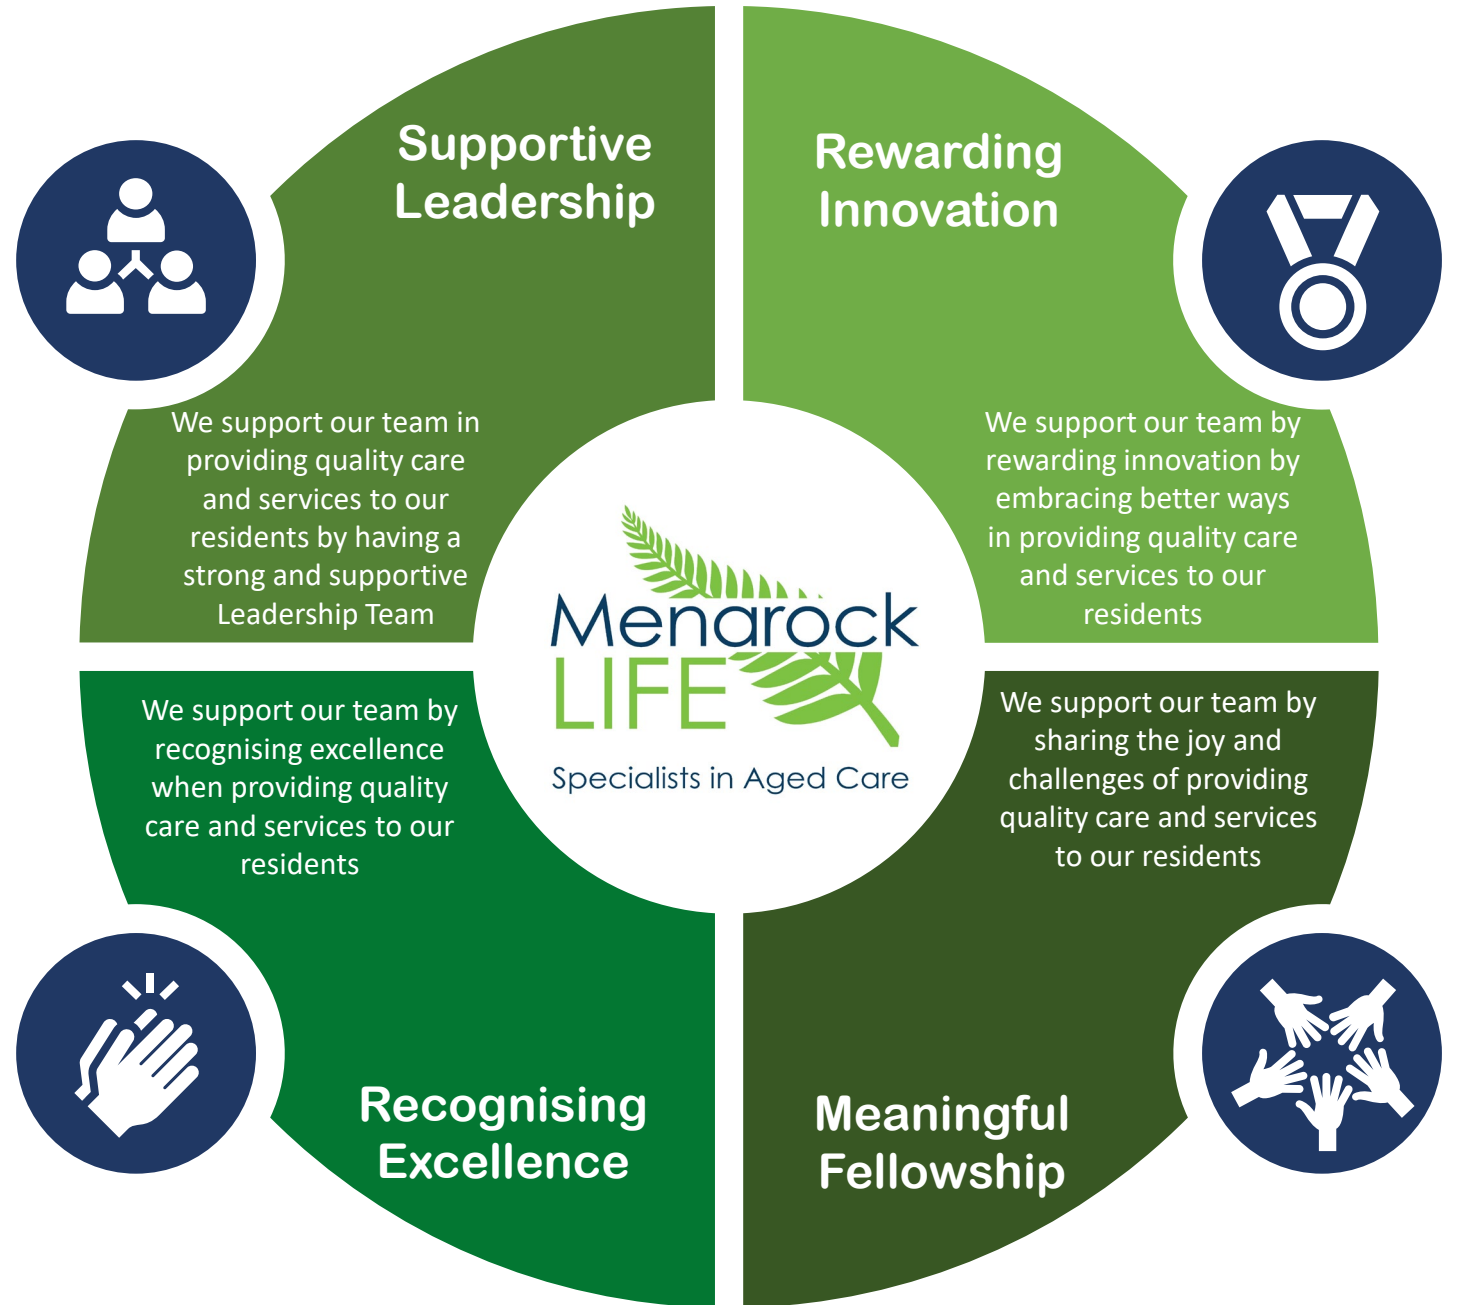 Supportive
Leadership
We support our team in
providing quality care
and services to our
residents by having a
strong and supportive
Leadership Team
Rewarding
Innovation
We support our team by
rewarding innovation by
embracing better ways
in providing quality care
and services to our
residents
Menarock
LIFE
Specialists in Aged Care
We support our team by
recognising excellence
when providing quality
care and services to our
residents
Recognising
Excellence
We support our team by
sharing the joy and
challenges of providing
quality care and services
to our residents
Meaningful
Fellowship